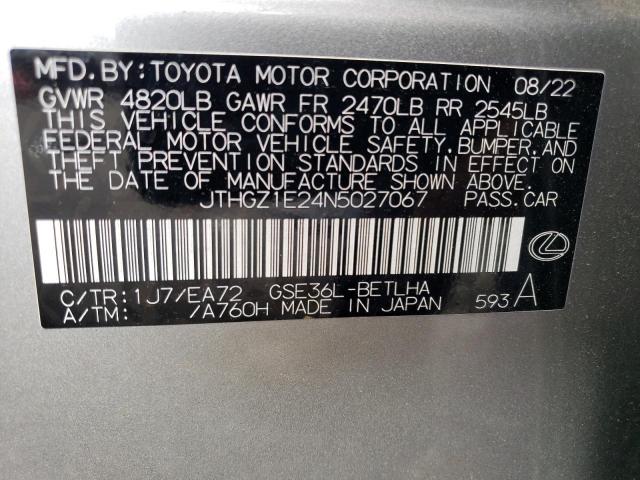 MFD. BY: TOYOTA MOTOR CORPORATION 08/22
GVWR 4820LB GAWR FR 2470LB RR 2545LB
THIS VEHICLE CONFORMS TO ALL APPLICABLE
FEDERAL MOTOR VEHICLE SAFETY, BUMPER, AND
THEFT PREVENTION STANDARDS IN EFFECT ON
THE DATE OF MANUFACTURE SHOWN ABOVE.
JTHGZ1E24N5027067 PASS. CAR
C/TR: 1J7/EA72 GSE36L-BETLHA
A/TM: /A760H MADE IN JAPAN 593 A